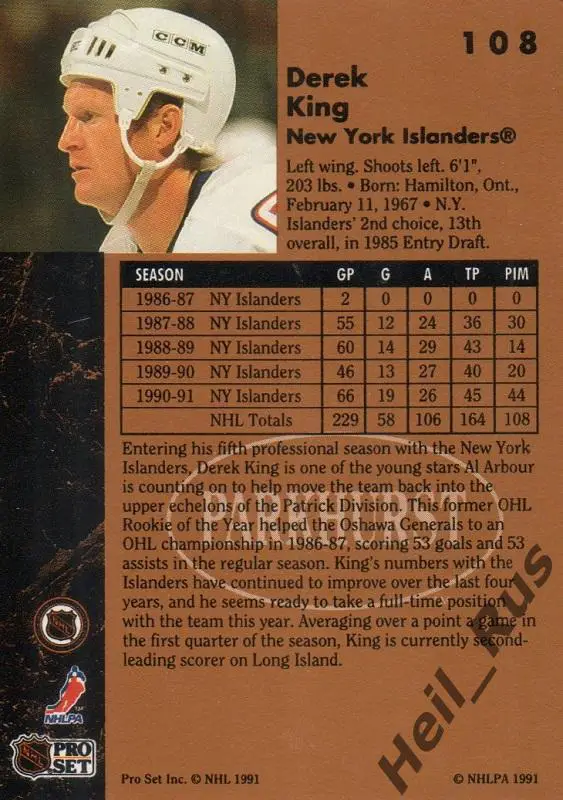 CCM
108
Derek
King
New York Islanders®
Left wing. Shoots left. 6'1",
203 lbs. • Born: Hamilton, Ont.,
February 11, 1967 • N.Y.
Islanders' 2nd choice, 13th
overall, in 1985 Entry Draft.
SEASON GP G A TP PIM
1986-87 NY Islanders 2 0 0 0 0
1987-88 NY Islanders 55 12 24 36 30
1988-89 NY Islanders 60 14 29 43 14
1989-90 NY Islanders 46 13 27 40 20
1990-91 NY Islanders 66 19 26 45 44
NHL Totals 229 58 106 164 108
Entering his fifth professional season with the New York
Islanders, Derek King is one of the young stars Al Arbour
is counting on to help move the team back into the
upper echelons of the Patrick Division. This former OHL
Rookie of the Year helped the Oshawa Generals to an
OHL championship in 1986-87, scoring 53 goals and 53
assists in the regular season. King's numbers with the
Islanders have continued to improve over the last four
years, and he seems ready to take a full-time position
with the team this year. Averaging over a point a game in
the first quarter of the season, King is currently second-
leading scorer on Long Island.
PARKHURST
NHL
NHLPA
NHL PRO
SET
Pro Set Inc. © NHL 1991
© NHLPA 1991
Heil_Rus